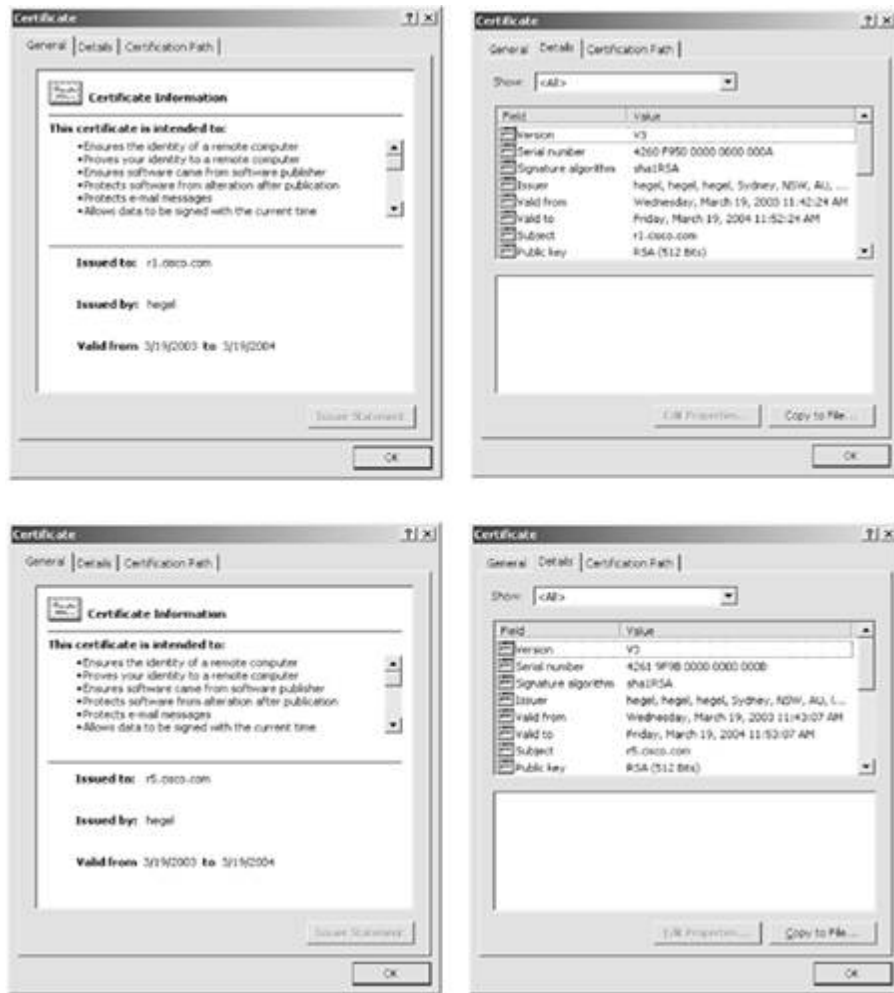 Certificate
General Details Certification Path
Certificate Information
This certificate is intended to:
•Ensures the identity of a remote computer
•Proves your identity to a remote computer
•Ensures software came from software publisher
•Protects software from alteration after publication
•Protects e-mail messages
•Allows data to be signed with the current time
Issued to: r1.cisco.com
Issued by: hegel
Valid from 3/19/2003 to 3/19/2004
Issuer Statement
OK
Certificate
General Details Certification Path
Show: <All>
Field Value
Version V3
Serial number 4260 F950 0000 0000 000A
Signature algorithm sha1RSA
Issuer hegel, hegel, hegel, Sydney, NSW, AU, ...
Valid from Wednesday, March 19, 2003 11:42:24 AM
Valid to Friday, March 19, 2004 11:52:24 AM
Subject r1.cisco.com
Public key RSA (512 Bits)
Edit Properties... Copy to File...
OK
Certificate
General Details Certification Path
Certificate Information
This certificate is intended to:
•Ensures the identity of a remote computer
•Proves your identity to a remote computer
•Ensures software came from software publisher
•Protects software from alteration after publication
•Protects e-mail messages
•Allows data to be signed with the current time
Issued to: r5.cisco.com
Issued by: hegel
Valid from 3/19/2003 to 3/19/2004
Issuer Statement
OK
Certificate
General Details Certification Path
Show: <All>
Field Value
Version V3
Serial number 4261 9F9B 0000 0000 000B
Signature algorithm sha1RSA
Issuer hegel, hegel, hegel, Sydney, NSW, AU, ...
Valid from Wednesday, March 19, 2003 11:43:07 AM
Valid to Friday, March 19, 2004 11:53:07 AM
Subject r5.cisco.com
Public key RSA (512 Bits)
Edit Properties... Copy to File...
OK